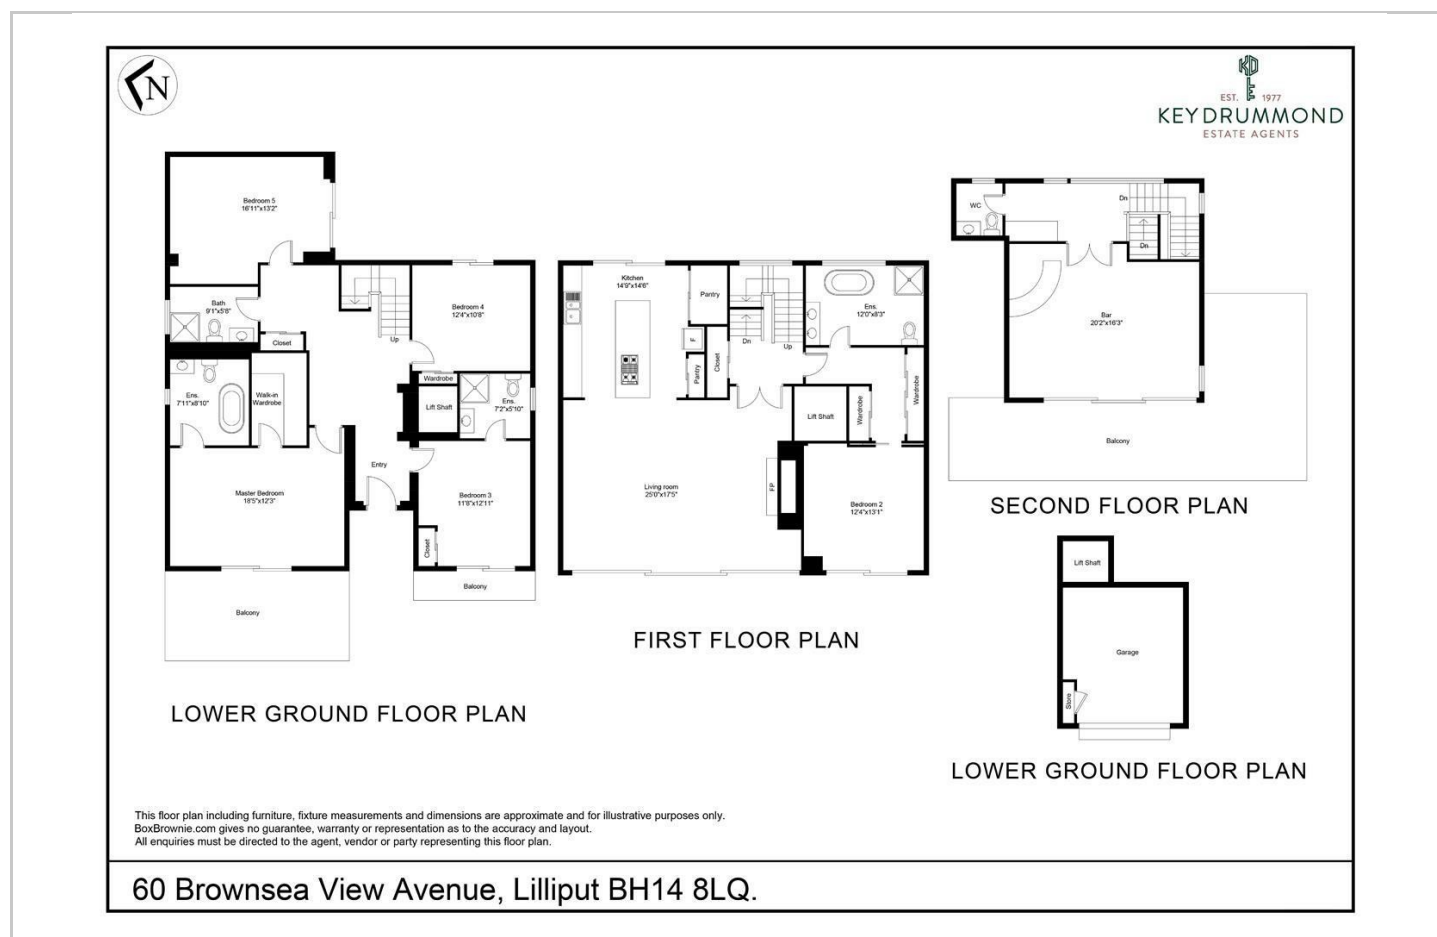 N
KD
EST. 1977
KEY DRUMMOND
ESTATE AGENTS
Bedroom 5
16'11"x13'2"
Bath
9'1"x5'8"
Closet
Up
Bedroom 4
12'4"x10'8"
Wardrobe
Lift Shaft
Ens.
7'2"x5'10"
Ens.
7'11"x8'10"
Walk-in
Wardrobe
Entry
Master Bedroom
18'5"x12'3"
Bedroom 3
11'8"x12'11"
Closet
Balcony
Balcony
LOWER GROUND FLOOR PLAN
Kitchen
14'9"x14'6"
Pantry
F
Pantry
Closet
Dn
Up
Ens.
12'0"x8'3"
Wardrobe
Wardrobe
Lift Shaft
Living room
25'0"x17'5"
FP
Bedroom 2
12'4"x13'1"
FIRST FLOOR PLAN
WC
Dn
Dn
Bar
20'2"x16'3"
Balcony
SECOND FLOOR PLAN
Lift Shaft
Garage
Store
LOWER GROUND FLOOR PLAN
This floor plan including furniture, fixture measurements and dimensions are approximate and for illustrative purposes only.
BoxBrownie.com gives no guarantee, warranty or representation as to the accuracy and layout.
All enquiries must be directed to the agent, vendor or party representing this floor plan.
60 Brownsea View Avenue, Lilliput BH14 8LQ.